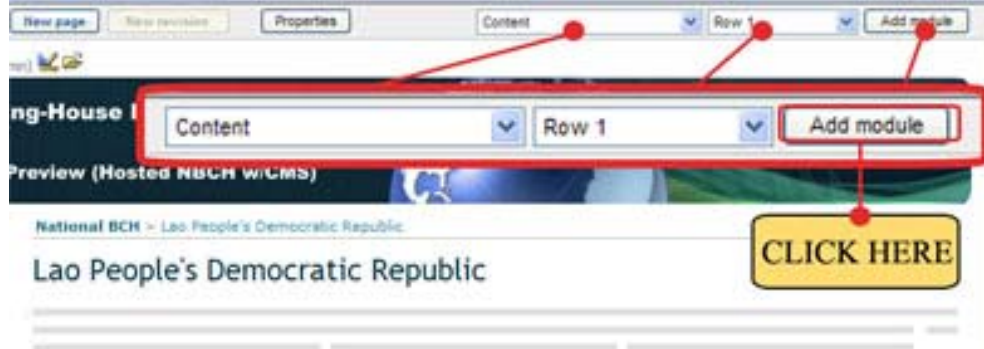 New page New revision Properties Content Row 1 Add module
ng-House
Content Row 1 Add module
Preview (Hosted NBCH w/CMS)
National BCH > Lao People's Democratic Republic
Lao People's Democratic Republic
CLICK HERE